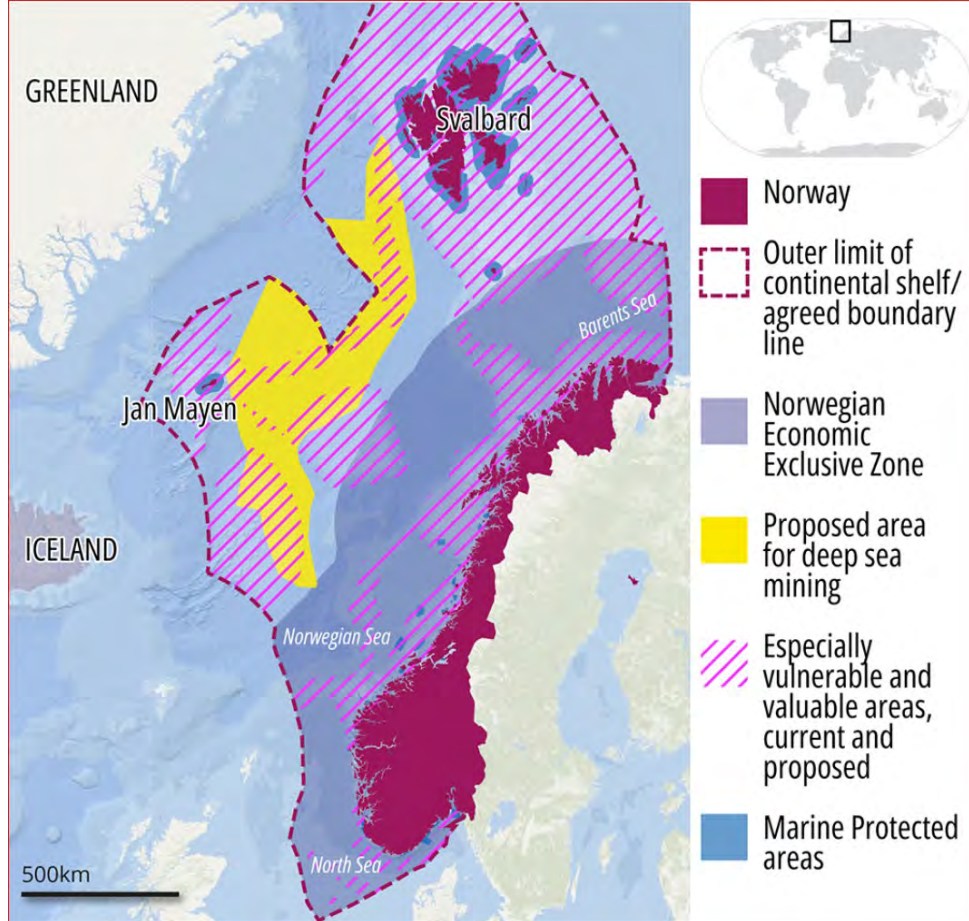 GREENLAND
Svalbard
Barents Sea
Jan Mayen
ICELAND
Norwegian Sea
North Sea
500km
Norway
Outer limit of
continental shelf/
agreed boundary
line
Norwegian
Economic
Exclusive Zone
Proposed area
for deep sea
mining
Especially
vulnerable and
valuable areas,
current and
proposed
Marine Protected
areas